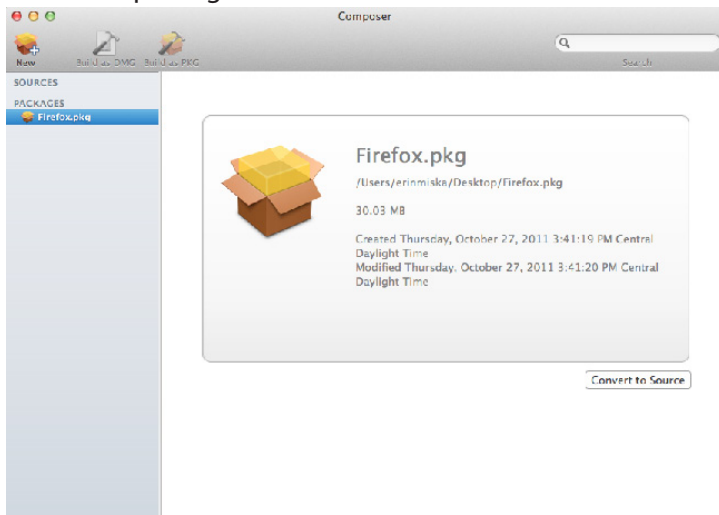 Composer
New
Build as DMG
Build as PKG
Search
SOURCES
PACKAGES
Firefox.pkg
Firefox.pkg
/Users/erinmiska/Desktop/Firefox.pkg
30.03 MB
Created Thursday, October 27, 2011 3:41:19 PM Central
Daylight Time
Modified Thursday, October 27, 2011 3:41:20 PM Central
Daylight Time
Convert to Source